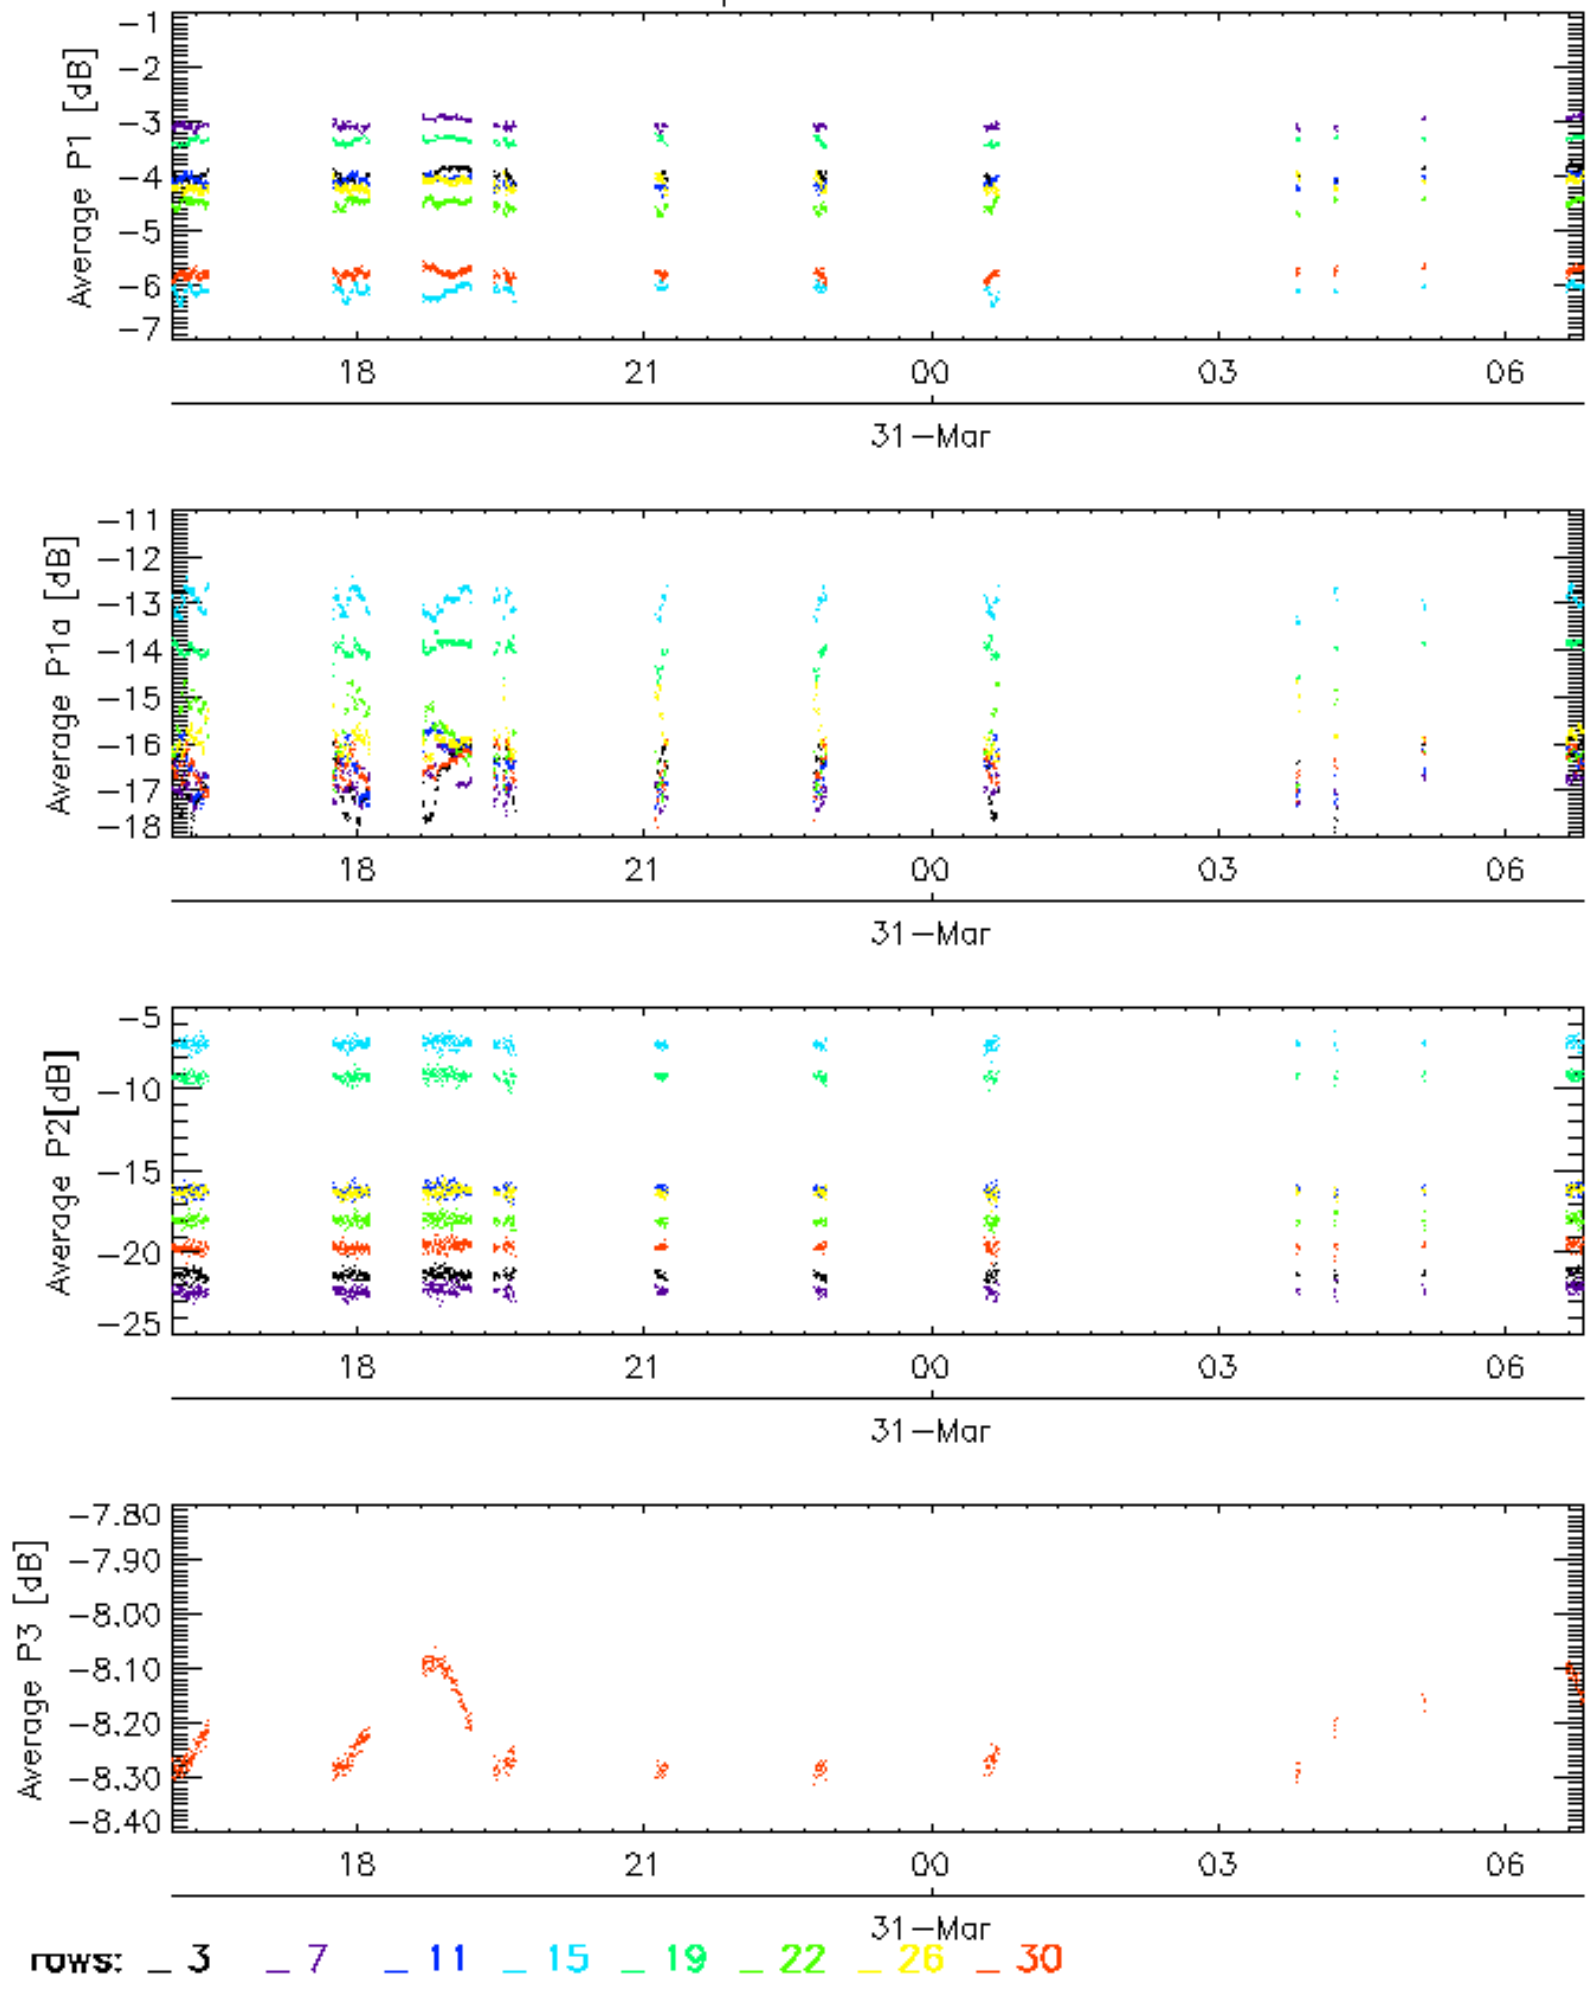 Average P1 [dB]
-1
-2
-3
-4
-5
-6
-7
18 21 00 03 06
31-Mar
Average P1a [dB]
-11
-12
-13
-14
-15
-16
-17
-18
18 21 00 03 06
31-Mar
Average P2[dB]
-5
-10
-15
-20
-25
18 21 00 03 06
31-Mar
Average P3 [dB]
-7.80
-7.90
-8.00
-8.10
-8.20
-8.30
-8.40
18 21 00 03 06
31-Mar
rows: _ 3 _ 7 _ 11 _ 15 _ 19 _ 22 _ 26 _ 30